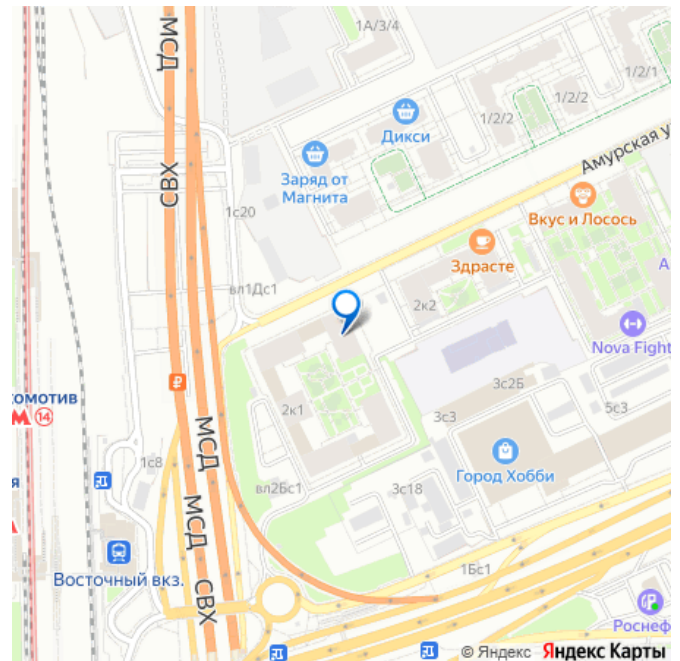 МСД
1А/3/4
1/2/1
1/2/2
1/2/2
Дикси
СВХ
Заряд от
Магнита
Амурская у
Вкус и Лосось
1с20
Здрасте
вл1Дс1
2к2
Nova Fight
3с2Б
комотив
14
2к1
3с3
5с3
МСД
1с8
Город Хобби
вл2Бс1
3с18
я
МСД
Восточный вкз.
СВХ
1Бс1
Роснеф
© Яндекс Яндекс Карты